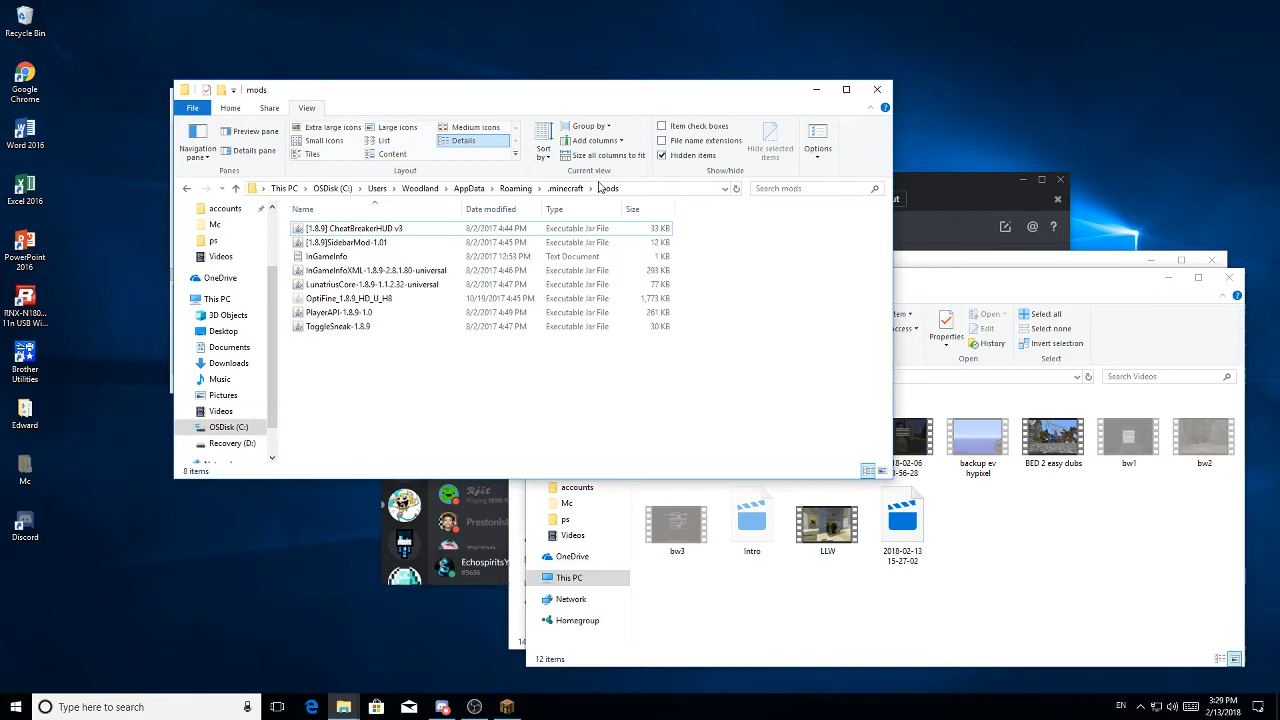 Recycle Bin
Google
Chrome
Word 2016
Excel 2016
PowerPoint
2016
RNX-N180...
11n USB Wi...
Brother
Utilities
Edward
Mc
Discord
mods
File
Home
Share
View
Navigation
pane
Preview pane
Details pane
Panes
Extra large icons
Large icons
Medium icons
Small icons
List
Details
Tiles
Content
Layout
Sort
by
Group by
Add columns
Size all columns to fit
Current view
Item check boxes
File name extensions
Hidden items
Hide selected
items
Show/hide
Options
This PC > OSDisk (C:) > Users > Woodland > AppData > Roaming > .minecraft > mods
Search mods
Name
Date modified
Type
Size
[1.8.9] CheatBreakerHUD v3 8/2/2017 4:44 PM Executable Jar File 33 KB
[1.8.9]SidebarMod-1.01 8/2/2017 4:45 PM Executable Jar File 12 KB
InGameInfo 8/2/2017 12:53 PM Text Document 1 KB
InGameInfoXML-1.8.9-2.8.1.80-universal 8/2/2017 4:46 PM Executable Jar File 293 KB
LunatriusCore-1.8.9-1.1.2.32-universal 8/2/2017 4:47 PM Executable Jar File 77 KB
OptiFine_1.8.9_HD_U_H8 10/19/2017 4:45 PM Executable Jar File 1,773 KB
PlayerAPI-1.8.9-1.0 8/2/2017 4:49 PM Executable Jar File 261 KB
ToggleSneak-1.8.9 8/2/2017 4:47 PM Executable Jar File 30 KB
accounts
Mc
ps
Videos
OneDrive
This PC
3D Objects
Desktop
Documents
Downloads
Music
Pictures
Videos
OSDisk (C:)
Recovery (D:)
8 items
Properties
Open
Edit
History
Open
Select all
Select none
Invert selection
Select
Search Videos
backup ev
hypixel
BED 2 easy dubs
bw1
bw2
bw3
Intro
LLW
2018-02-13
15-27-02
accounts
Mc
ps
Videos
OneDrive
This PC
Network
Homegroup
12 items
14
Rjit
PrestonIs
EchospiritsY
#5636
Type here to search
EN
3:29 PM
2/13/2018